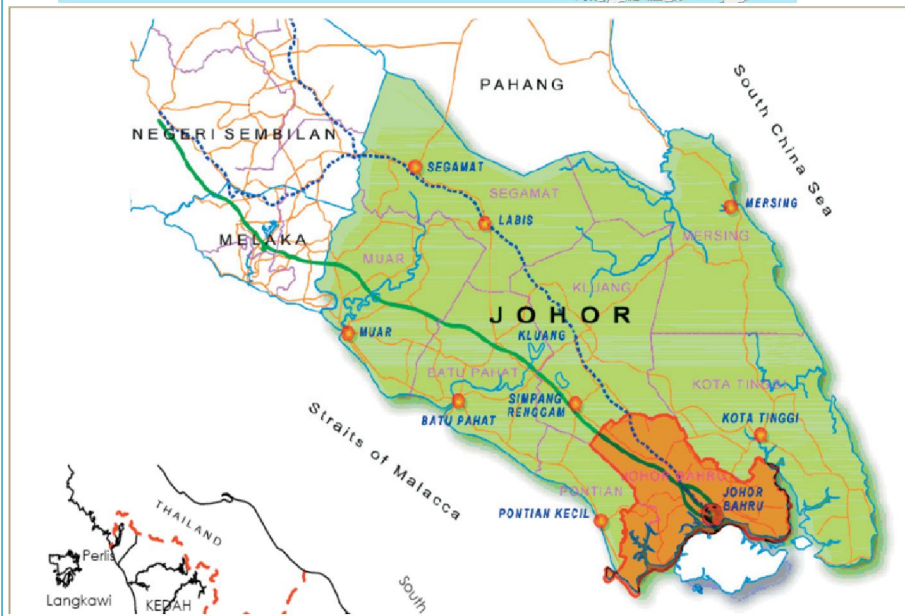 PAHANG
South China Sea
NEGERI SEMBILAN
SEGAMAT
SEGAMAT
MERSING
LABIS
MELAKA
MERSING
MUAR
KLUANG
JOHOR
MUAR
KLUANG
BATU PAHAT
KOTA TINGGI
SIMPANG
RENGGAM
BATU PAHAT
KOTA TINGGI
Straits of Malacca
JOHOR BAHRU
JOHOR
BAHRU
PONTIAN
PONTIAN KECIL
THAILAND
Perlis
Langkawi
KEDAH
South